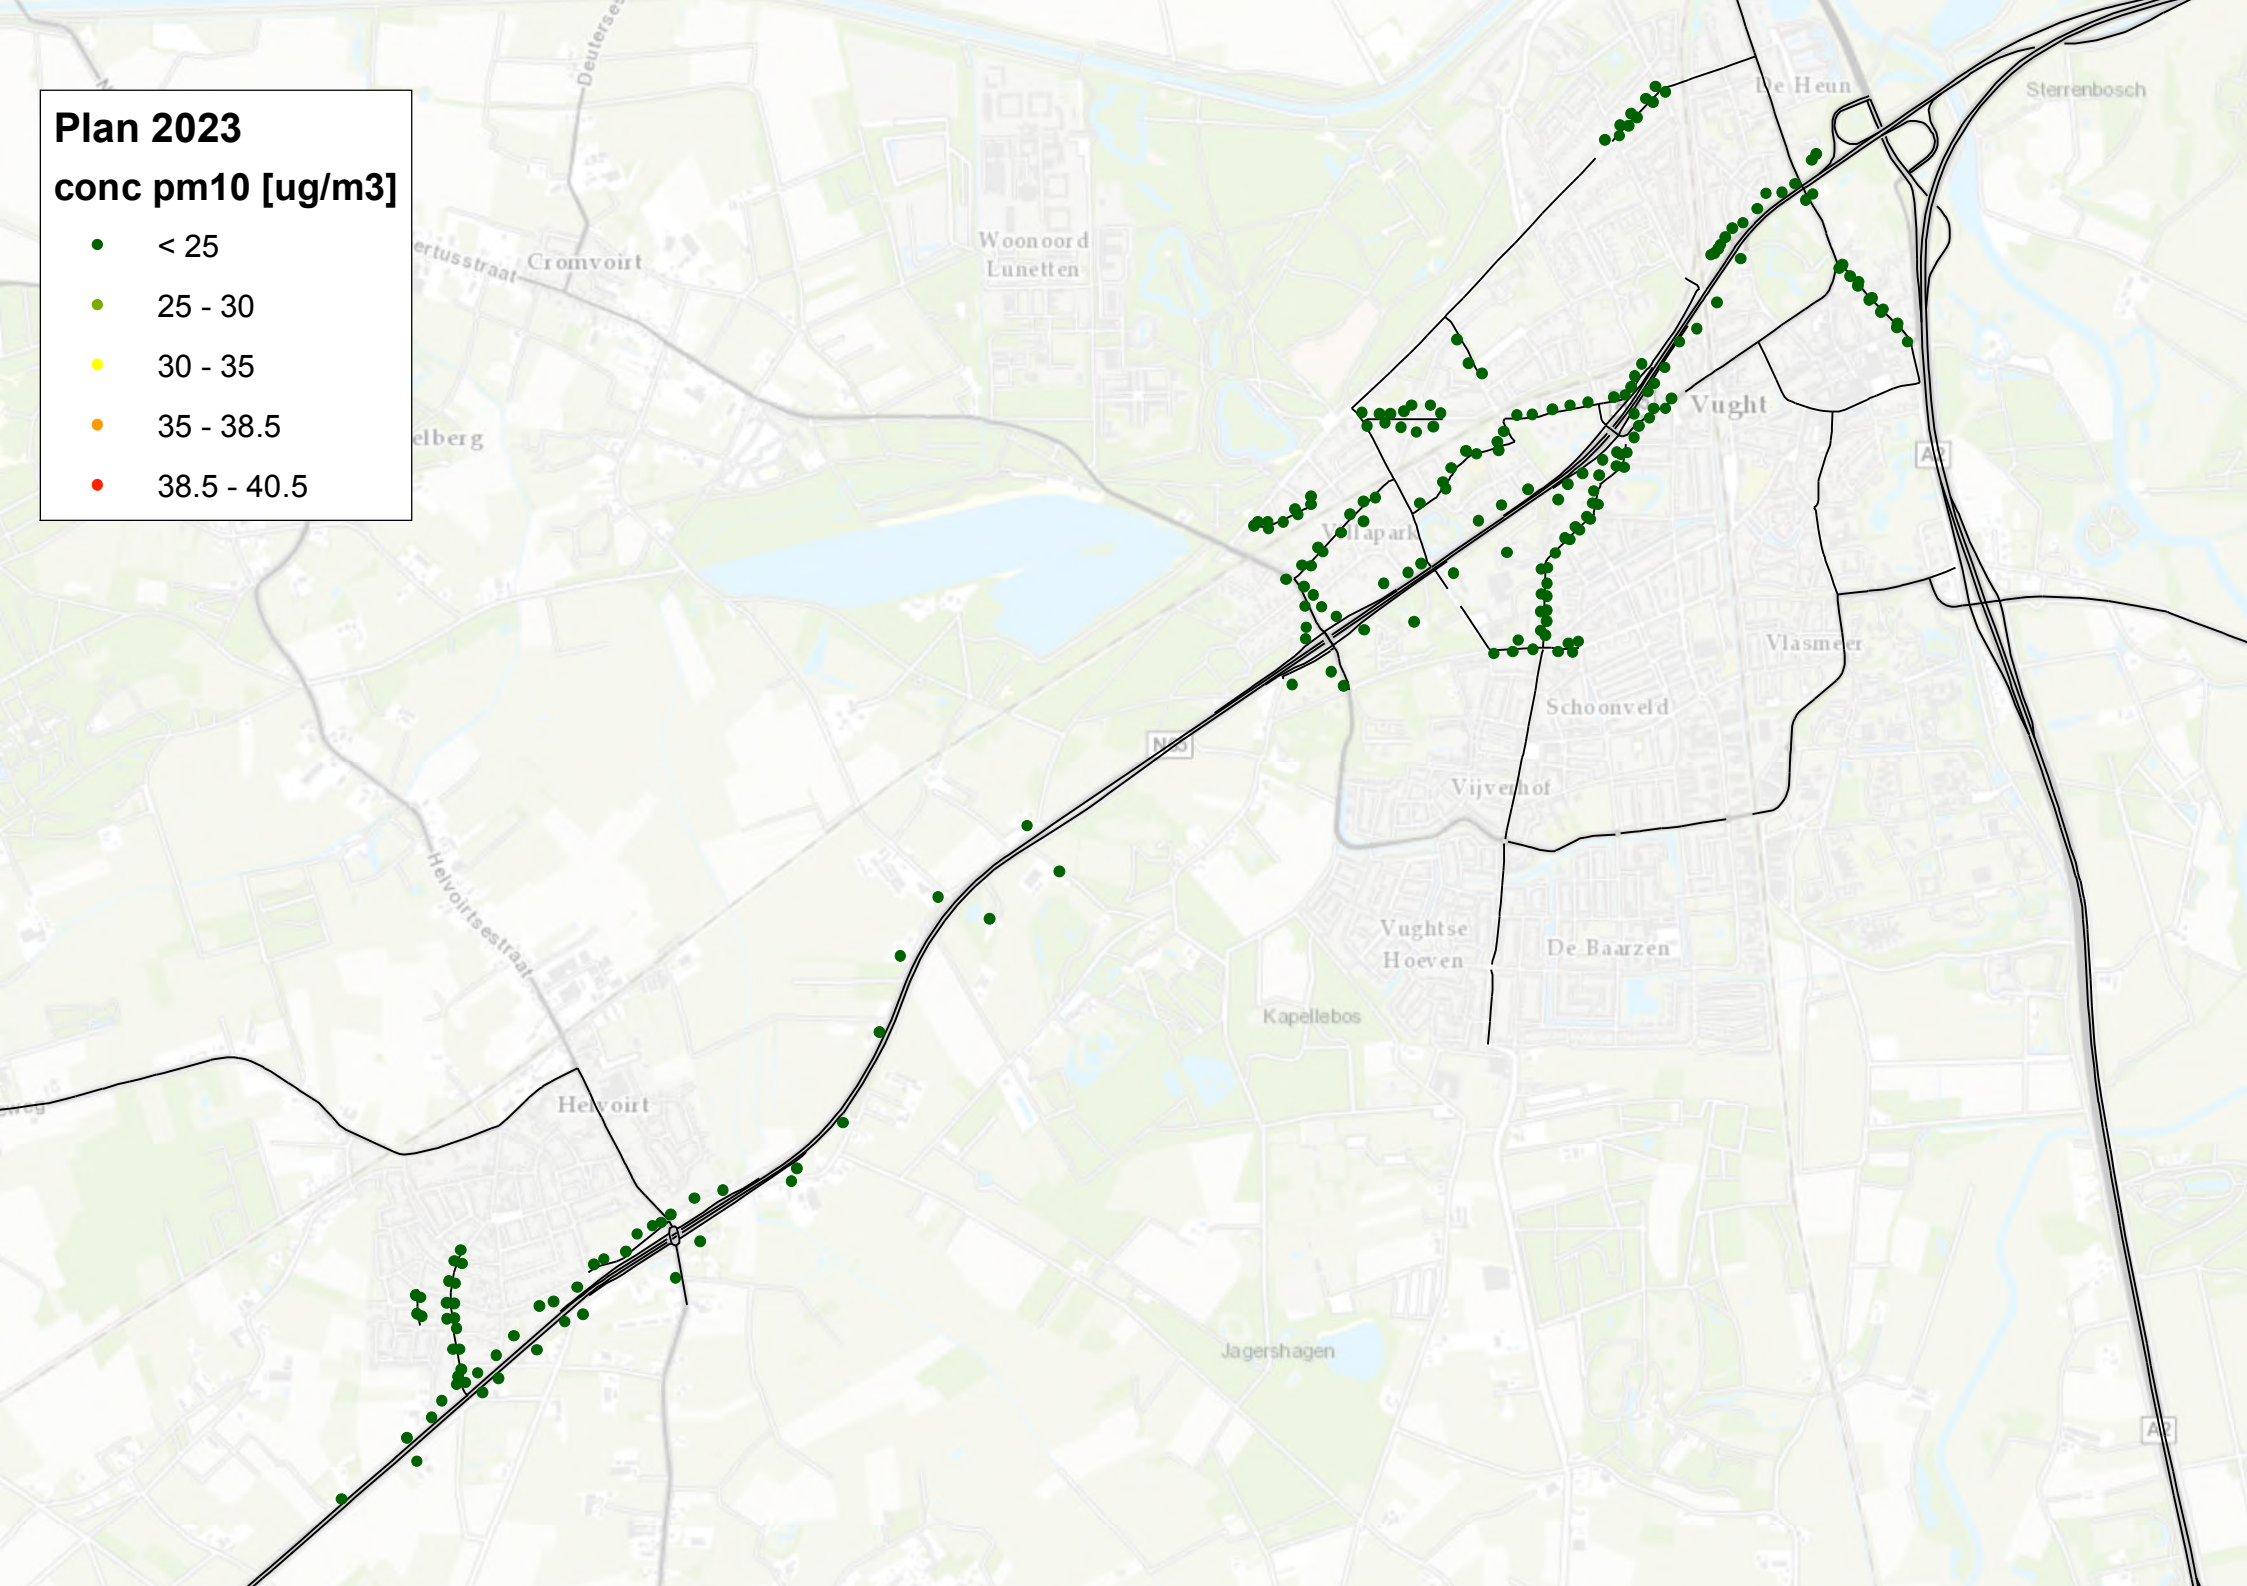 Plan 2023
conc pm10 [ug/m3]
< 25
25 - 30
30 - 35
35 - 38.5
38.5 - 40.5
De Heun
Sterrenbosch
Woonoord
Lunetten
ertusstraat
Cromvoirt
elberg
Vught
A2
Vlasmeer
Schoonveld
N65
Vijverhof
Helvoirtsestraat
Vughtse
Hoeven
De Baarzen
Kapellebos
Helvoirt
Jagershagen
A2